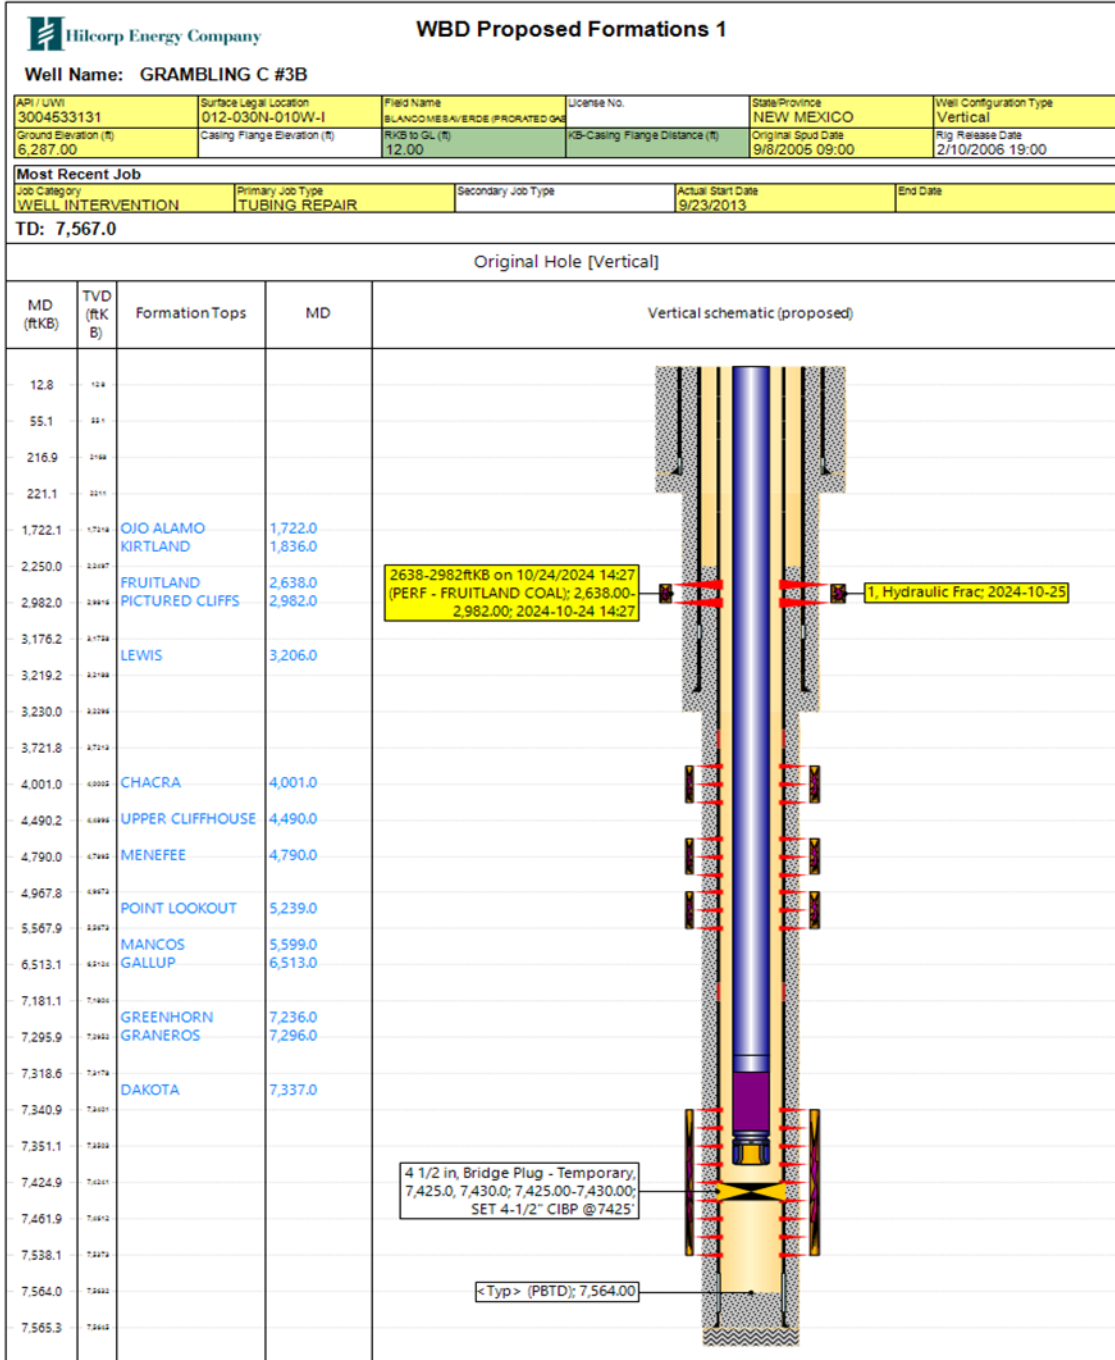 Hilcorp Energy Company
WBD Proposed Formations 1
Well Name: GRAMBLING C #3B
API / UWI
3004533131
Surface Legal Location
012-030N-010W-I
Field Name
BLANCO MESAVERDE (PRORATED GAS
License No.
State/Province
NEW MEXICO
Well Configuration Type
Vertical
Ground Elevation (ft)
6,287.00
Casing Flange Elevation (ft)
RKB to GL (ft)
12.00
KB-Casing Flange Distance (ft)
Original Spud Date
9/8/2005 09:00
Rig Release Date
2/10/2006 19:00
Most Recent Job
Job Category
WELL INTERVENTION
Primary Job Type
TUBING REPAIR
Secondary Job Type
Actual Start Date
9/23/2013
End Date
TD: 7,567.0
Original Hole [Vertical]
MD
(ftKB)
TVD
(ftK
B)
Formation Tops
MD
Vertical schematic (proposed)
12.8
55.1
216.9
221.1
1,722.1
OJO ALAMO 1,722.0
KIRTLAND 1,836.0
2,250.0
FRUITLAND 2,638.0
2,982.0
PICTURED CLIFFS 2,982.0
2638-2982ftKB on 10/24/2024 14:27
(PERF - FRUITLAND COAL); 2,638.00-
2,982.00; 2024-10-24 14:27
1, Hydraulic Frac; 2024-10-25
3,176.2
LEWIS 3,206.0
3,219.2
3,230.0
3,721.8
4,001.0
CHACRA 4,001.0
4,490.2
UPPER CLIFFHOUSE 4,490.0
4,790.0
MENEFEE 4,790.0
4,967.8
POINT LOOKOUT 5,239.0
5,567.9
MANCOS 5,599.0
6,513.1
GALLUP 6,513.0
7,181.1
GREENHORN 7,236.0
7,295.9
GRANEROS 7,296.0
7,318.6
DAKOTA 7,337.0
7,340.9
7,351.1
7,424.9
4 1/2 in, Bridge Plug - Temporary,
7,425.0, 7,430.0; 7,425.00-7,430.00;
SET 4-1/2" CIBP @7425'
7,461.9
7,538.1
7,564.0
<Typ> (PBTD); 7,564.00
7,565.3